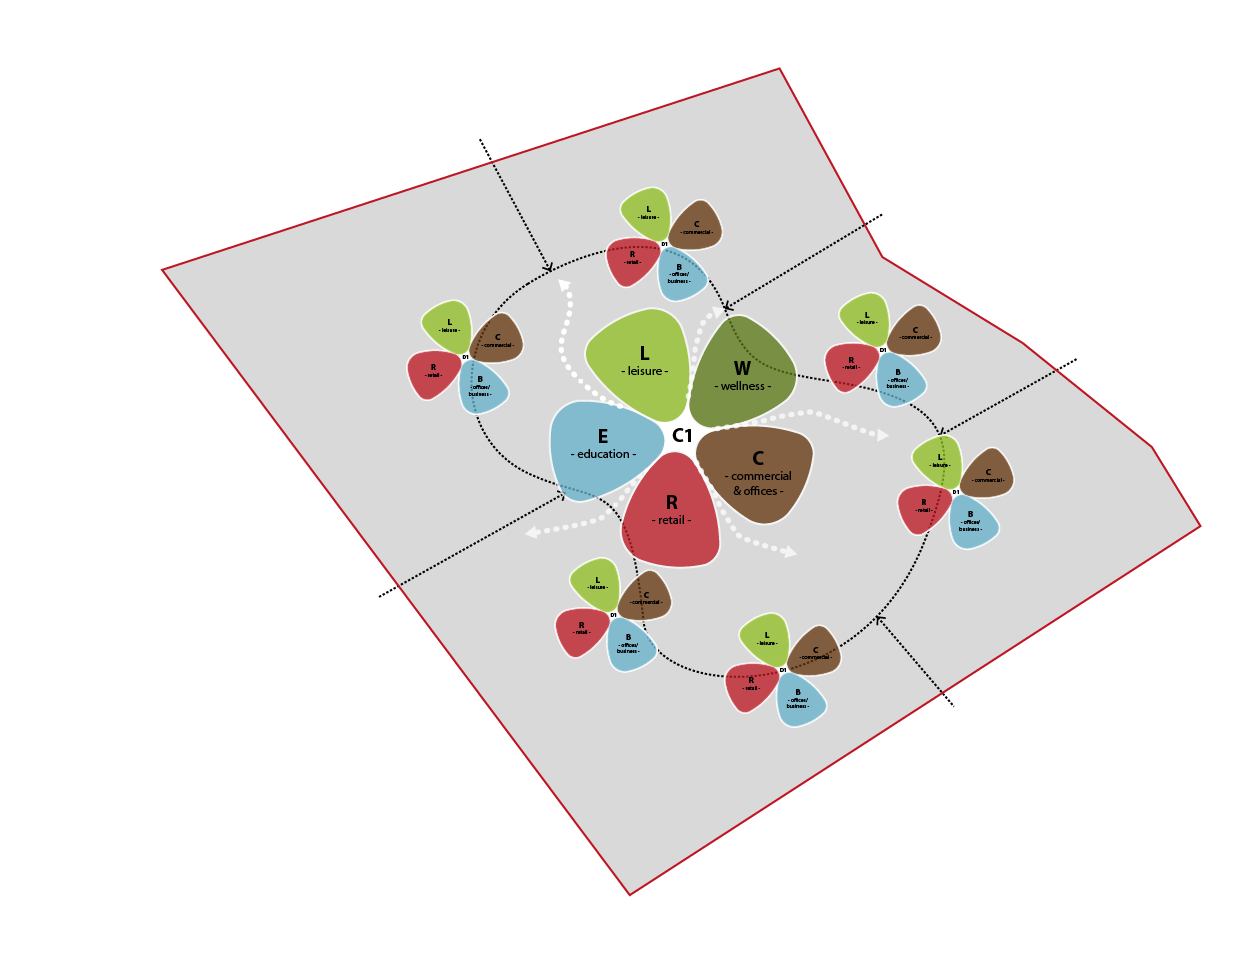 L
- leisure -
C
- commercial -
D1
R
- retail -
B
- offices/
business -
L
- leisure -
C
- commercial -
D1
R
- retail -
B
- offices/
business -
L
- leisure -
C
- commercial -
D1
R
- retail -
B
- offices/
business -
L
- leisure -
W
- wellness -
E
- education -
C1
C
- commercial
& offices -
R
- retail -
L
- leisure -
C
- commercial -
D1
R
- retail -
B
- offices/
business -
L
- leisure -
C
- commercial -
D1
R
- retail -
B
- offices/
business -
L
- leisure -
C
- commercial -
D1
R
- retail -
B
- offices/
business -